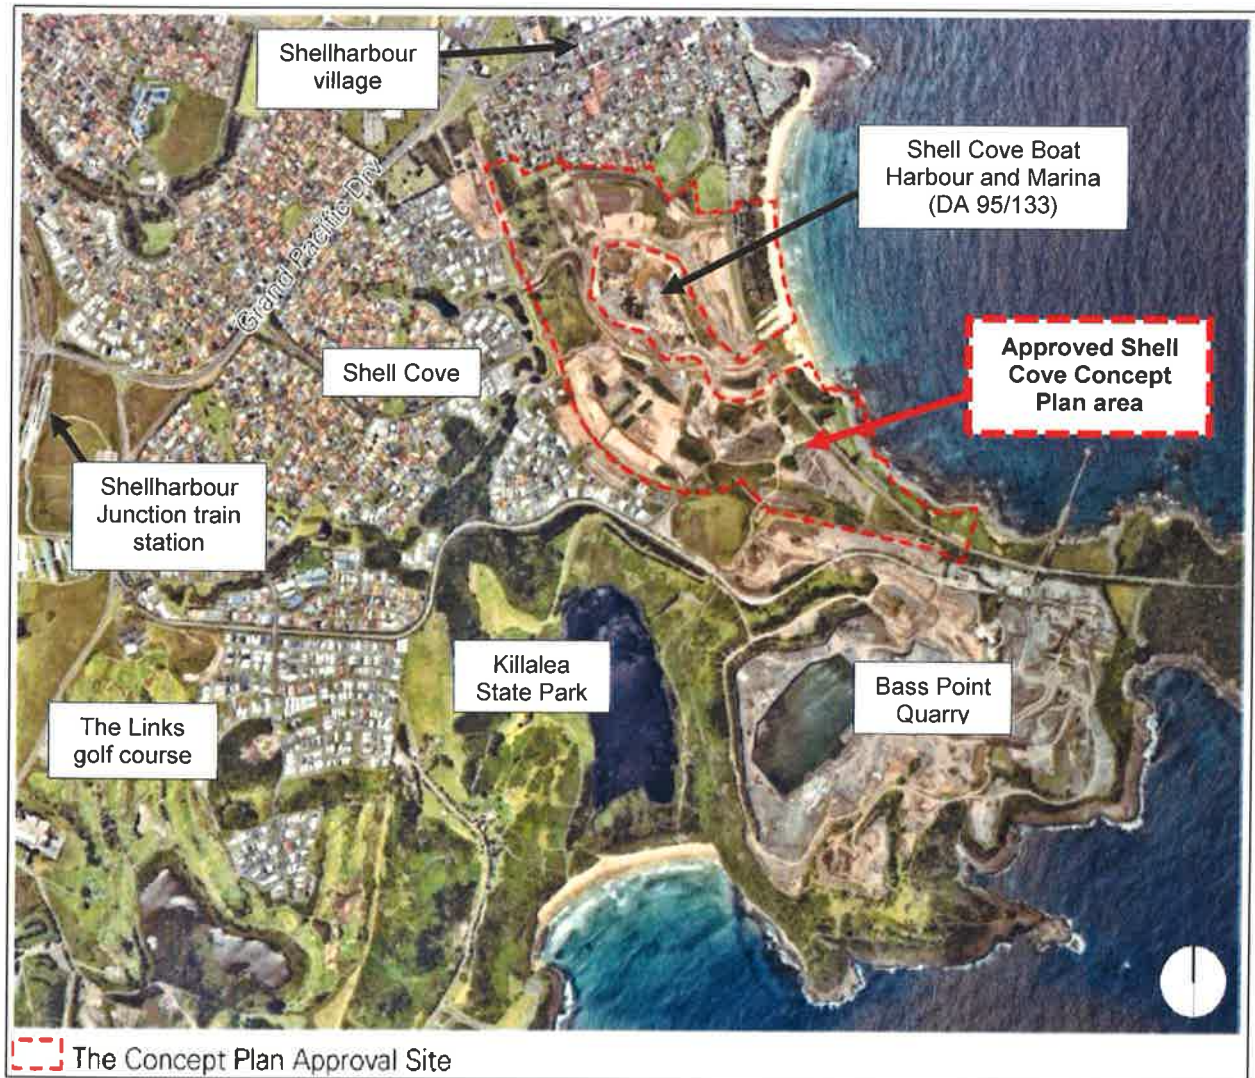 Shellharbour
village
Shell Cove Boat
Harbour and Marina
(DA 95/133)
Grand Pacific Drv
Approved Shell
Cove Concept
Plan area
Shell Cove
Shellharbour
Junction train
station
Killalea
State Park
Bass Point
Quarry
The Links
golf course
The Concept Plan Approval Site